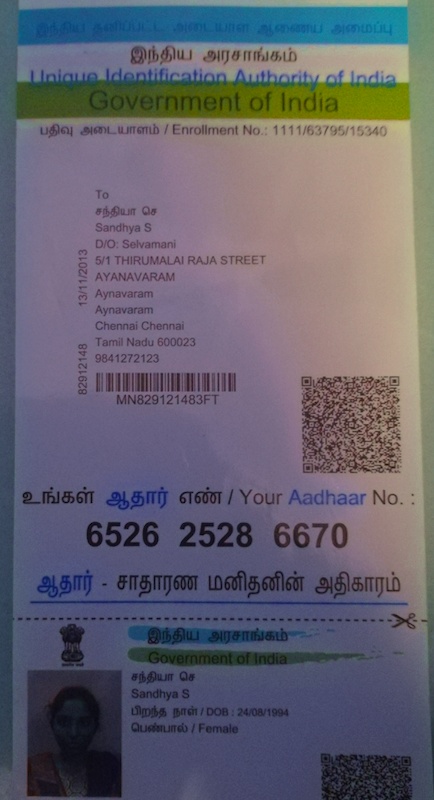 இந்திய தனிப்பட்ட அடையாள ஆணைய அமைப்பு
இந்திய அரசாங்கம்
Unique Identification Authority of India
Government of India
பதிவு அடையாளம் / Enrollment No.: 1111/63795/15340
To
சந்தியா செ
Sandhya S
D/O: Selvamani
5/1 THIRUMALAI RAJA STREET
AYANAVARAM
Aynavaram
Aynavaram
Chennai Chennai
Tamil Nadu 600023
9841272123
13/11/2013
82912148
MN829121483FT
உங்கள் ஆதார் எண் / Your Aadhaar No. :
6526 2528 6670
ஆதார் - சாதாரண மனிதனின் அதிகாரம்
இந்திய அரசாங்கம்
Government of India
சந்தியா செ
Sandhya S
பிறந்த நாள் / DOB : 24/08/1994
பெண்பால் / Female